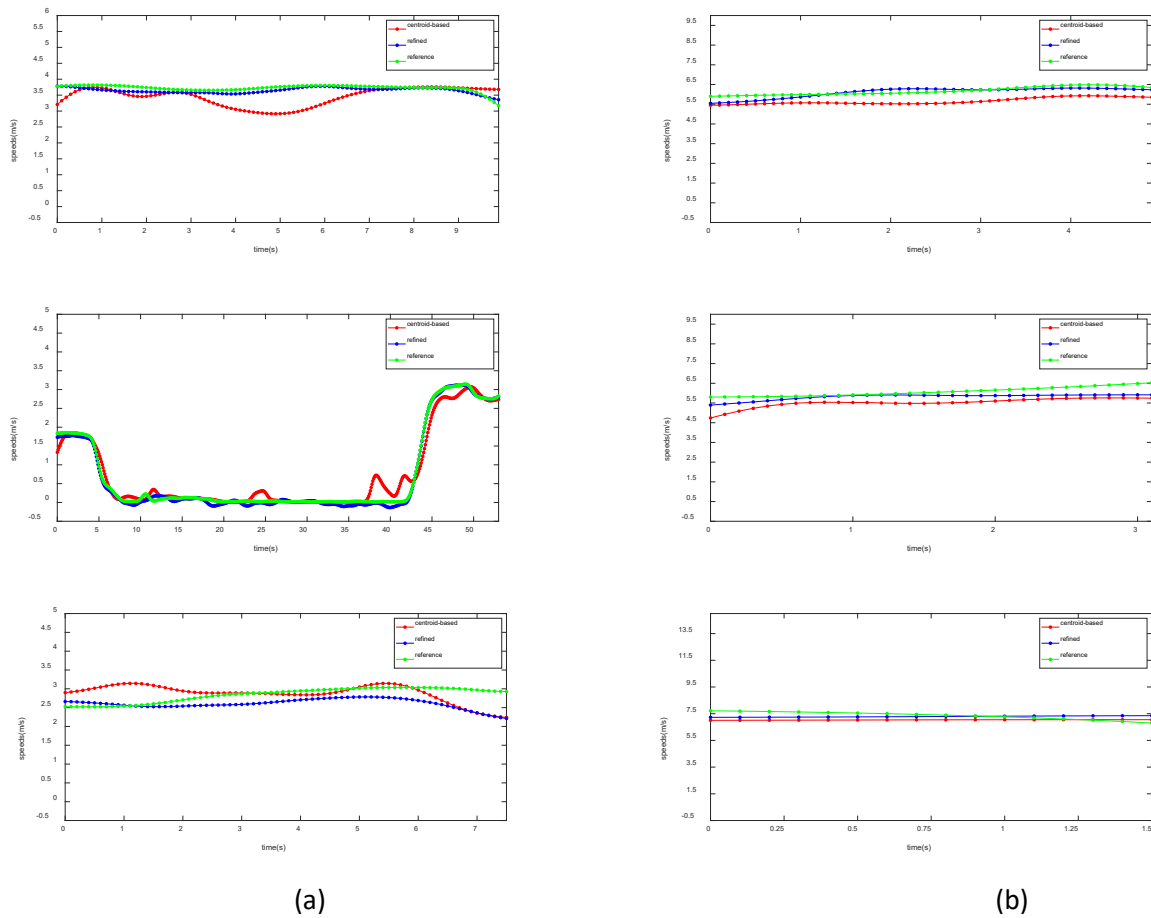 6
5.5
5
4.5
4
3.5
3
2.5
2
1.5
1
0.5
0
-0.5
speeds(m/s)
0 1 2 3 4 5 6 7 8 9
time(s)
centroid-based
refined
reference
9.5
8.5
7.5
6.5
5.5
4.5
3.5
2.5
1.5
0.5
-0.5
speeds(m/s)
0 1 2 3 4
time(s)
centroid-based
refined
reference
5
4.5
4
3.5
3
2.5
2
1.5
1
0.5
0
-0.5
speeds(m/s)
0 5 10 15 20 25 30 35 40 45 50
time(s)
centroid-based
refined
reference
9.5
8.5
7.5
6.5
5.5
4.5
3.5
2.5
1.5
0.5
-0.5
speeds(m/s)
0 1 2 3
time(s)
centroid-based
refined
reference
5
4.5
4
3.5
3
2.5
2
1.5
1
0.5
0
-0.5
speeds(m/s)
0 1 2 3 4 5 6 7
time(s)
centroid-based
refined
reference
13.5
9.5
7.5
5.5
3.5
1.5
-0.5
speeds(m/s)
0 0.25 0.5 0.75 1 1.25 1.5
time(s)
centroid-based
refined
reference
(a) (b)